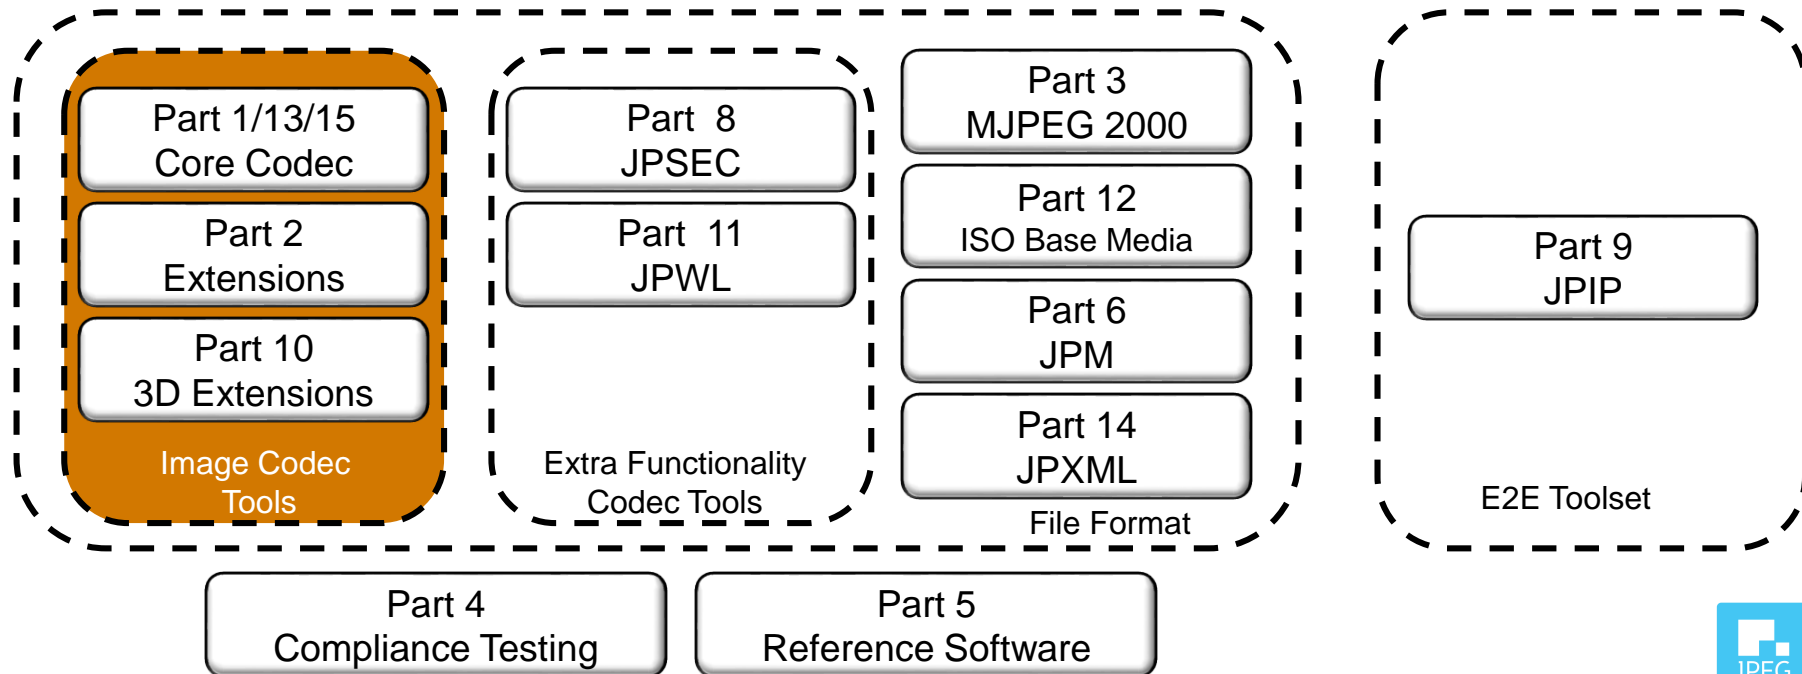 Part 1/13/15
Core Codec
Part 2
Extensions
Part 10
3D Extensions
Image Codec
Tools
Part 8
JPSEC
Part 11
JPWL
Extra Functionality
Codec Tools
Part 3
MJPEG 2000
Part 12
ISO Base Media
Part 6
JPM
Part 14
JPXML
File Format
Part 9
JPIP
E2E Toolset
Part 4
Compliance Testing
Part 5
Reference Software
JPEG